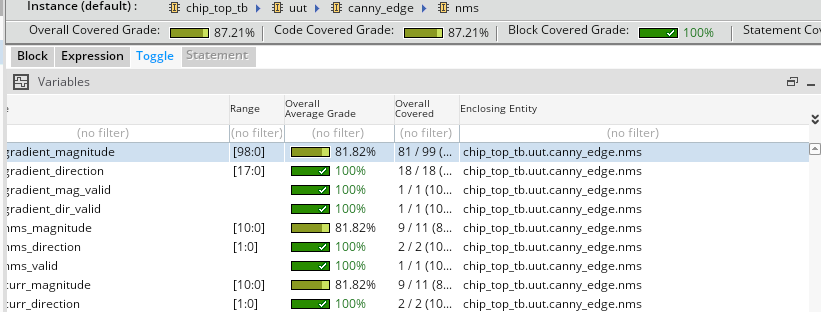 Instance (default) : chip_top_tb uut canny_edge nms
Overall Covered Grade: 87.21% Code Covered Grade: 87.21% Block Covered Grade: 100% Statement Co
Block Expression Toggle Statement
Variables
Range Overall Average Grade Overall Covered Enclosing Entity
(no filter) (no filter) (no filter) (no filter) (no filter)
gradient_magnitude [98:0] 81.82% 81 / 99 (... chip_top_tb.uut.canny_edge.nms
gradient_direction [17:0] 100% 18 / 18 (... chip_top_tb.uut.canny_edge.nms
gradient_mag_valid 100% 1 / 1 (10... chip_top_tb.uut.canny_edge.nms
gradient_dir_valid 100% 1 / 1 (10... chip_top_tb.uut.canny_edge.nms
nms_magnitude [10:0] 81.82% 9 / 11 (8... chip_top_tb.uut.canny_edge.nms
nms_direction [1:0] 100% 2 / 2 (10... chip_top_tb.uut.canny_edge.nms
nms_valid 100% 1 / 1 (10... chip_top_tb.uut.canny_edge.nms
curr_magnitude [10:0] 81.82% 9 / 11 (8... chip_top_tb.uut.canny_edge.nms
curr_direction [1:0] 100% 2 / 2 (10... chip_top_tb.uut.canny_edge.nms